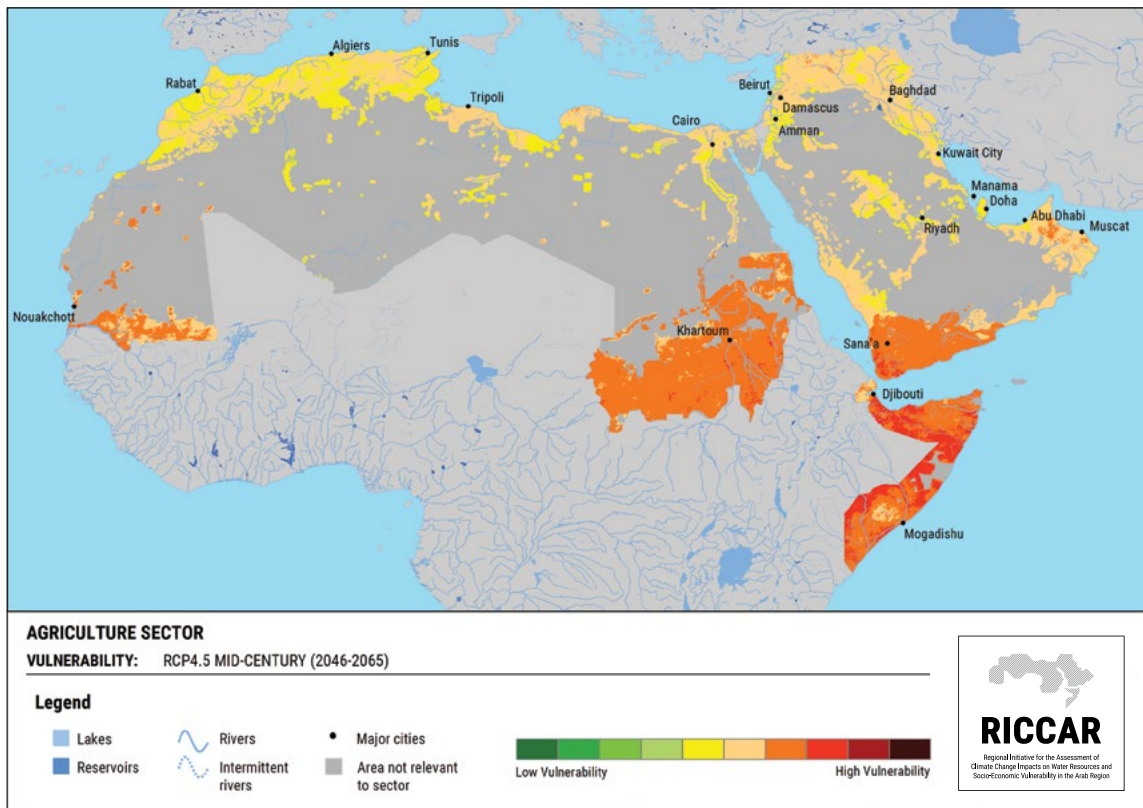 Algiers
Tunis
Rabat
Tripoli
Beirut
Baghdad
Damascus
Cairo
Amman
Kuwait City
Manama
Doha
Abu Dhabi
Riyadh
Muscat
Nouakchott
Khartoum
Sana'a
Djibouti
Mogadishu
AGRICULTURE SECTOR
VULNERABILITY: RCP4.5 MID-CENTURY (2046-2065)
Legend
Lakes
Rivers
Major cities
Reservoirs
Intermittent
rivers
Area not relevant
to sector
Low Vulnerability
High Vulnerability
RICCAR
Regional Initiative for the Assessment of
Climate Change Impacts on Water Resources and
Socio-Economic Vulnerability in the Arab Region